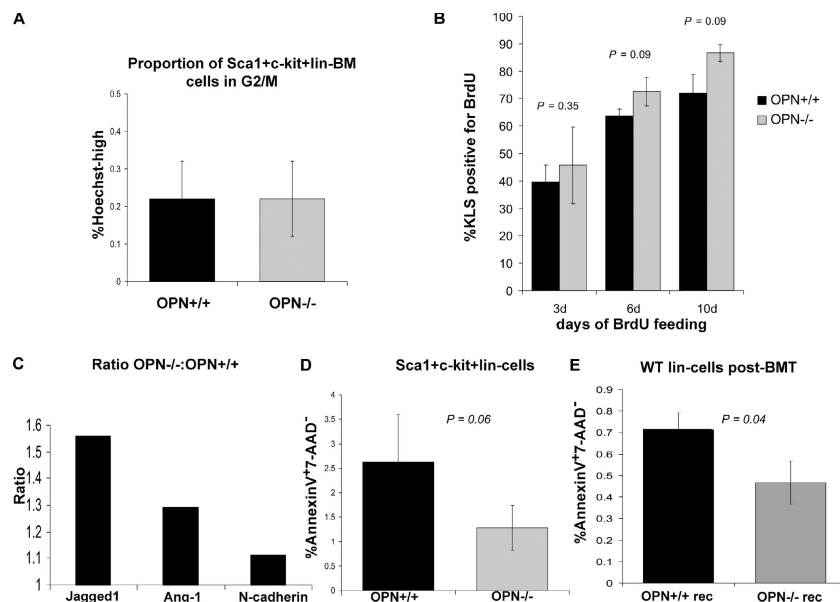 A
Proportion of Sca1+c-kit+lin-BM
cells in G2/M
%Hoechst-high
0.5
0.4
0.3
0.2
0.1
0
OPN+/+
OPN-/-
B
%KLS positive for BrdU
100
90
80
70
60
50
40
30
20
10
0
P = 0.35
P = 0.09
P = 0.09
OPN+/+
OPN-/-
3d
6d
10d
days of BrdU feeding
C
Ratio OPN-/-:OPN+/+
Ratio
1.6
1.5
1.4
1.3
1.2
1.1
1
Jagged1
Ang-1
N-cadherin
D
Sca1+c-kit+lin-cells
%AnnexinV+7-AAD-
4
3.5
3
2.5
2
1.5
1
0.5
0
P = 0.06
OPN+/+
OPN-/-
E
WT lin-cells post-BMT
%AnnexinV+7-AAD-
0.9
0.8
0.7
0.6
0.5
0.4
0.3
0.2
0.1
0
P = 0.04
OPN+/+ rec
OPN-/- rec